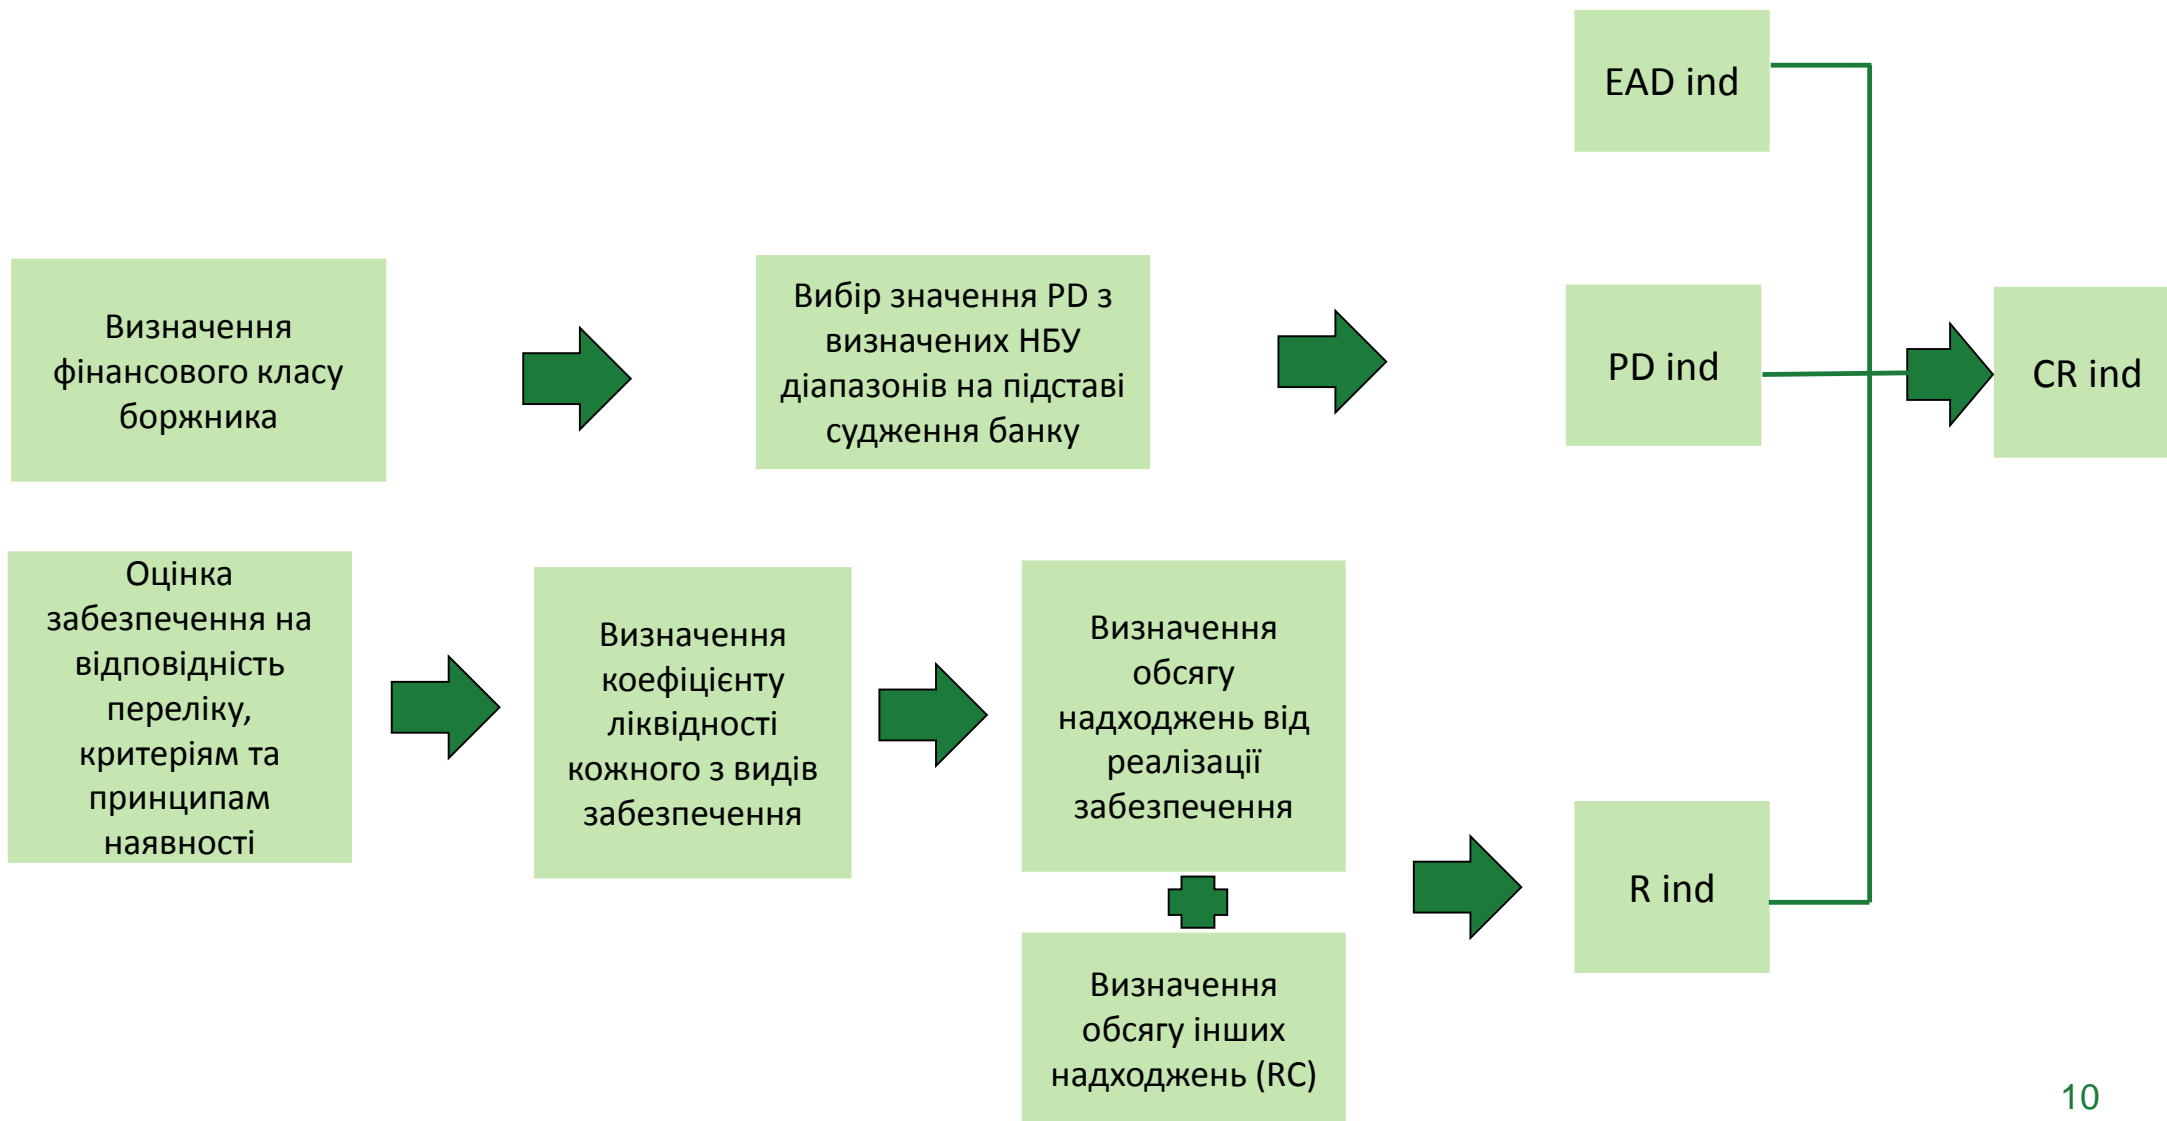 EAD ind
Визначення
фінансового класу
боржника
Вибір значення PD з
визначених НБУ
діапазонів на підставі
судження банку
PD ind
CR ind
Оцінка
забезпечення на
відповідність
переліку,
критеріям та
принципам
наявності
Визначення
коефіцієнту
ліквідності
кожного з видів
забезпечення
Визначення
обсягу
надходжень від
реалізації
забезпечення
R ind
Визначення
обсягу інших
надходжень (RC)
10